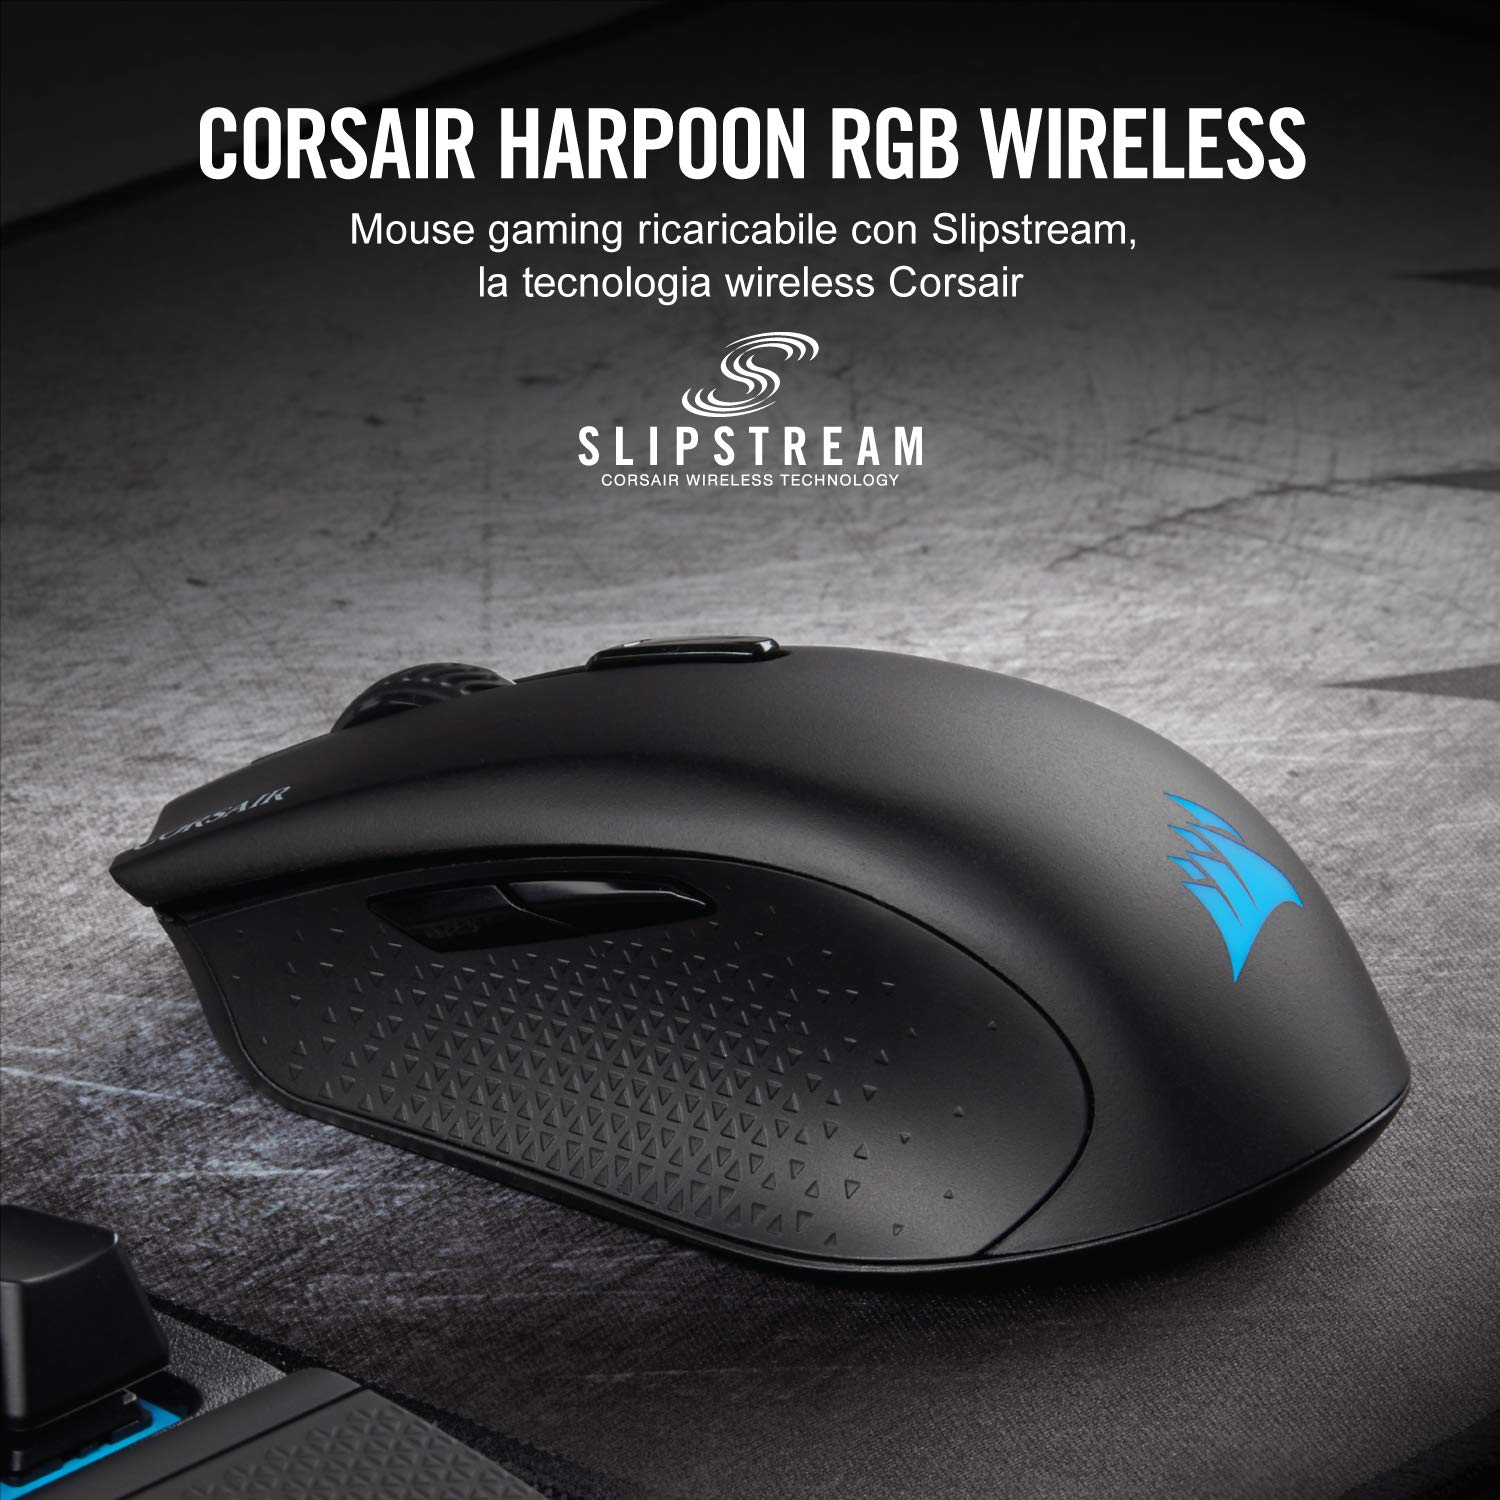 CORSAIR HARPOON RGB WIRELESS
Mouse gaming ricaricabile con Slipstream,
la tecnologia wireless Corsair
SLIPSTREAM
CORSAIR WIRELESS TECHNOLOGY
CORSAIR